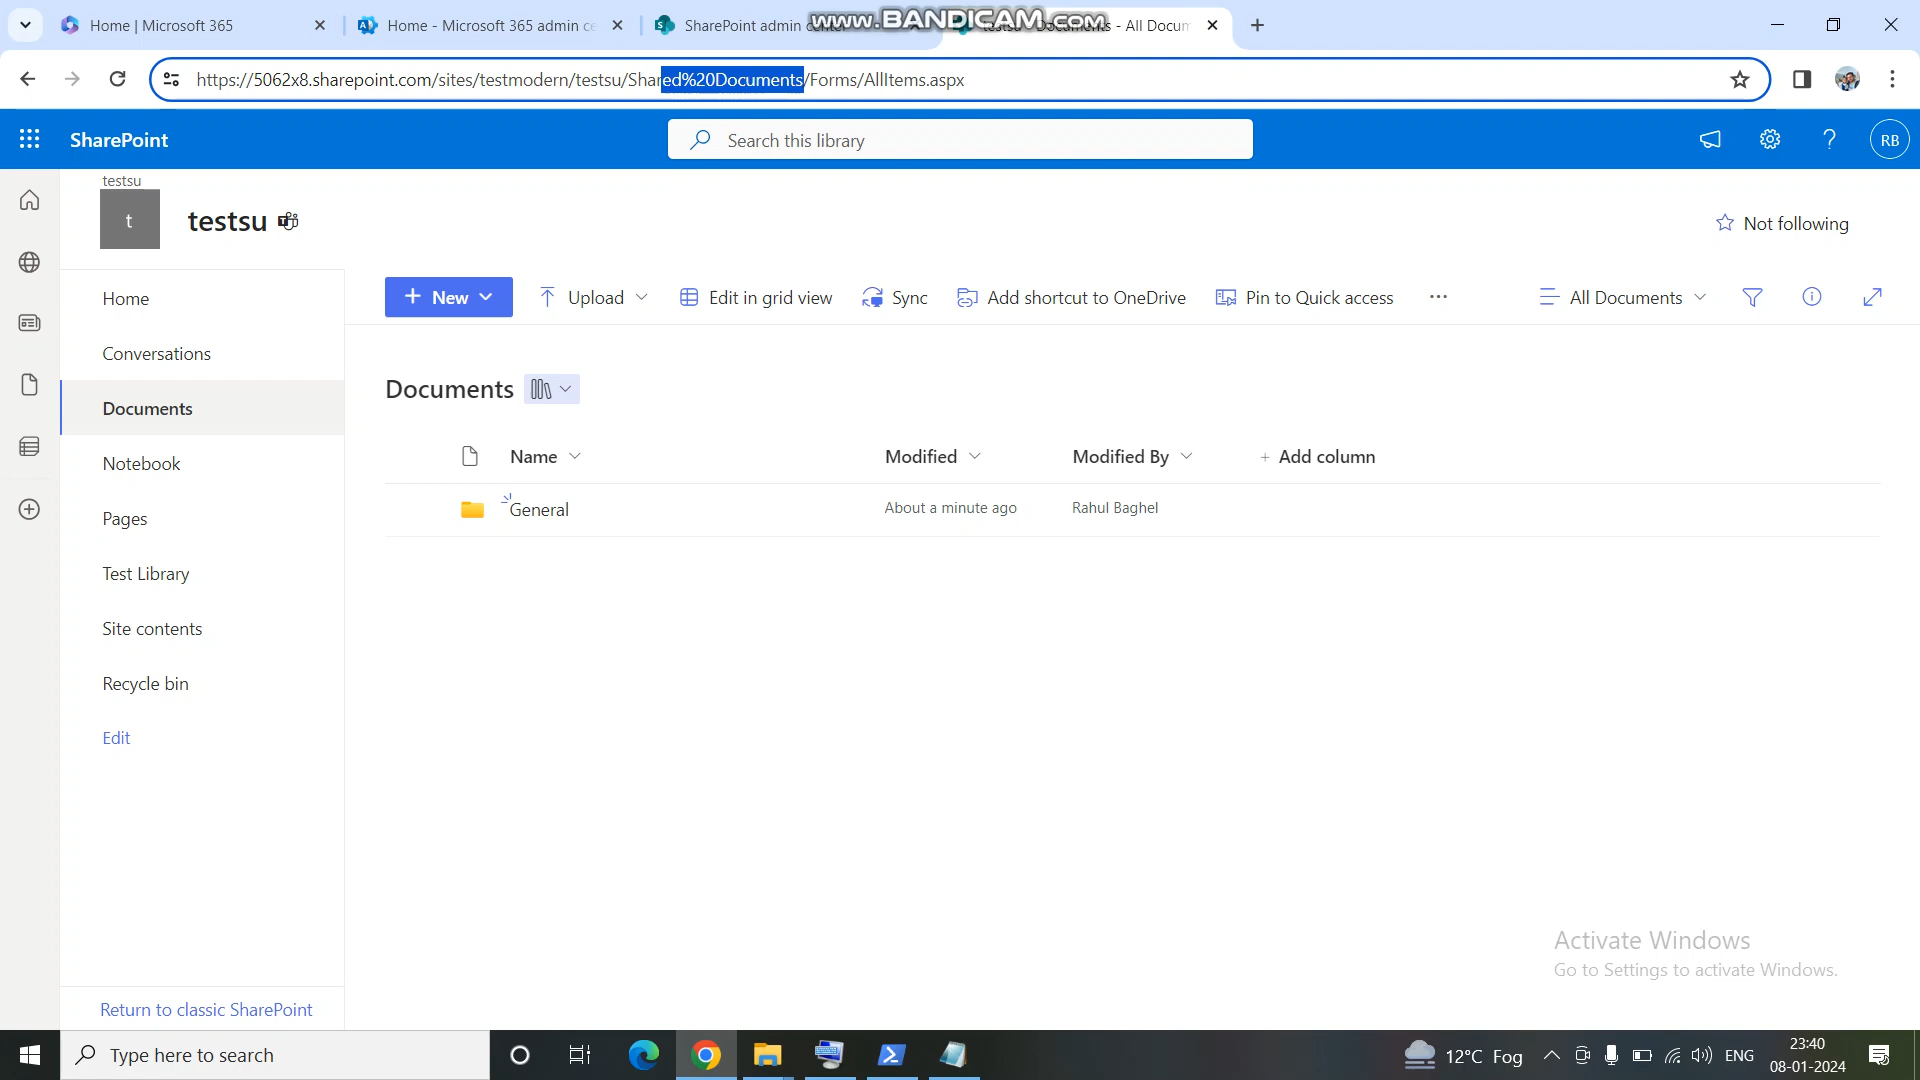 Home | Microsoft 365
Home - Microsoft 365 admin ce
SharePoint admin center
testsu - Documents - All Docum
www.BANDICAM.COM
https://5062x8.sharepoint.com/sites/testmodern/testsu/Shared%20Documents/Forms/AllItems.aspx
SharePoint
Search this library
RB
testsu
t
testsu
Not following
Home
Conversations
Documents
Notebook
Pages
Test Library
Site contents
Recycle bin
Edit
Return to classic SharePoint
New
Upload
Edit in grid view
Sync
Add shortcut to OneDrive
Pin to Quick access
All Documents
Documents
Name
Modified
Modified By
Add column
General
About a minute ago
Rahul Baghel
Activate Windows
Go to Settings to activate Windows.
Type here to search
12°C Fog
ENG
23:40
08-01-2024